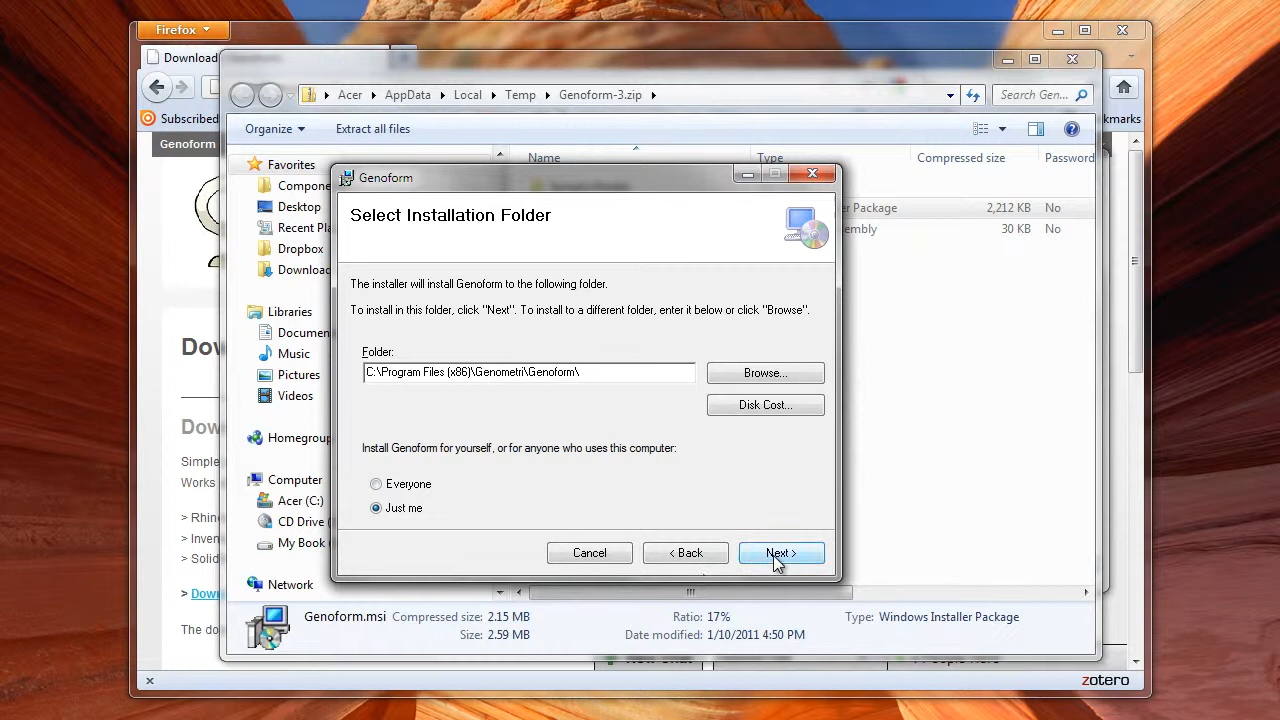 Firefox
Download
Acer AppData Local Temp Genoform-3.zip
Search Gen...
Subscribed
kmarks
Organize
Extract all files
Genoform
Favorites
Name
Type
Compressed size
Password
Compone
Desktop
Recent Pla
Dropbox
Download
er Package 2,212 KB No
embly 30 KB No
Genoform
Select Installation Folder
The installer will install Genoform to the following folder.
To install in this folder, click "Next". To install to a different folder, enter it below or click "Browse".
Folder:
C:\Program Files (x86)\Genometri\Genoform\
Browse...
Disk Cost...
Install Genoform for yourself, or for anyone who uses this computer:
Everyone
Just me
Cancel
< Back
Next >
Libraries
Documen
Music
Pictures
Videos
Homegroup
Computer
Acer (C:)
CD Drive (
My Book
Network
Dow
Dow
Simple
Works
> Rhin
> Inven
> Solid
> Down
The do
Genoform.msi Compressed size: 2.15 MB Ratio: 17% Type: Windows Installer Package
Size: 2.59 MB Date modified: 1/10/2011 4:50 PM
x
zotero